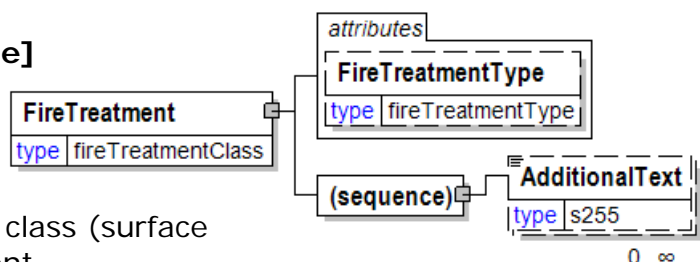 attributes
e]
FireTreatmentType
type fireTreatmentType
FireTreatment
type fireTreatmentClass
(sequence)
AdditionalText
type s255
class (surface
0 ∞